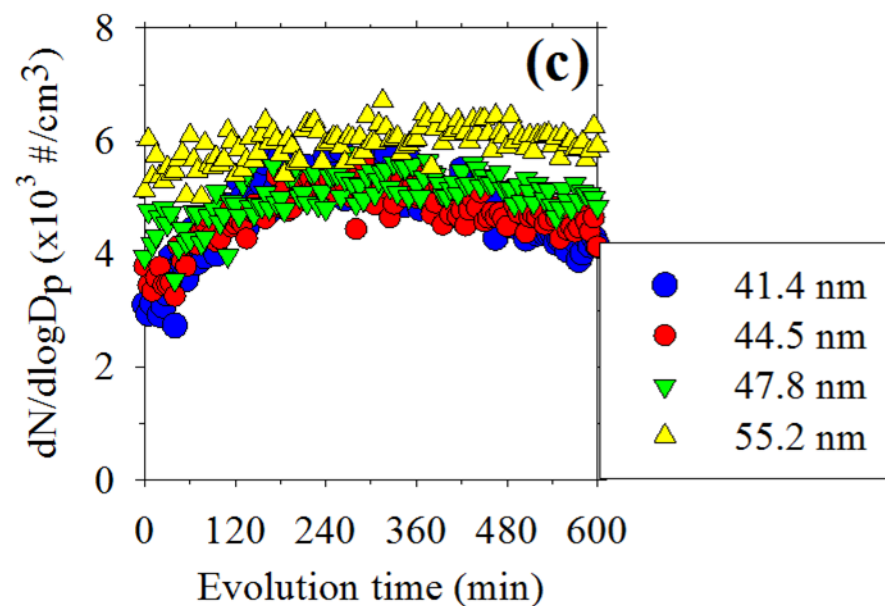 (c)
dN/dlogDp (x10³ #/cm³)
8
6
4
2
0
0 120 240 360 480 600
Evolution time (min)
41.4 nm
44.5 nm
47.8 nm
55.2 nm